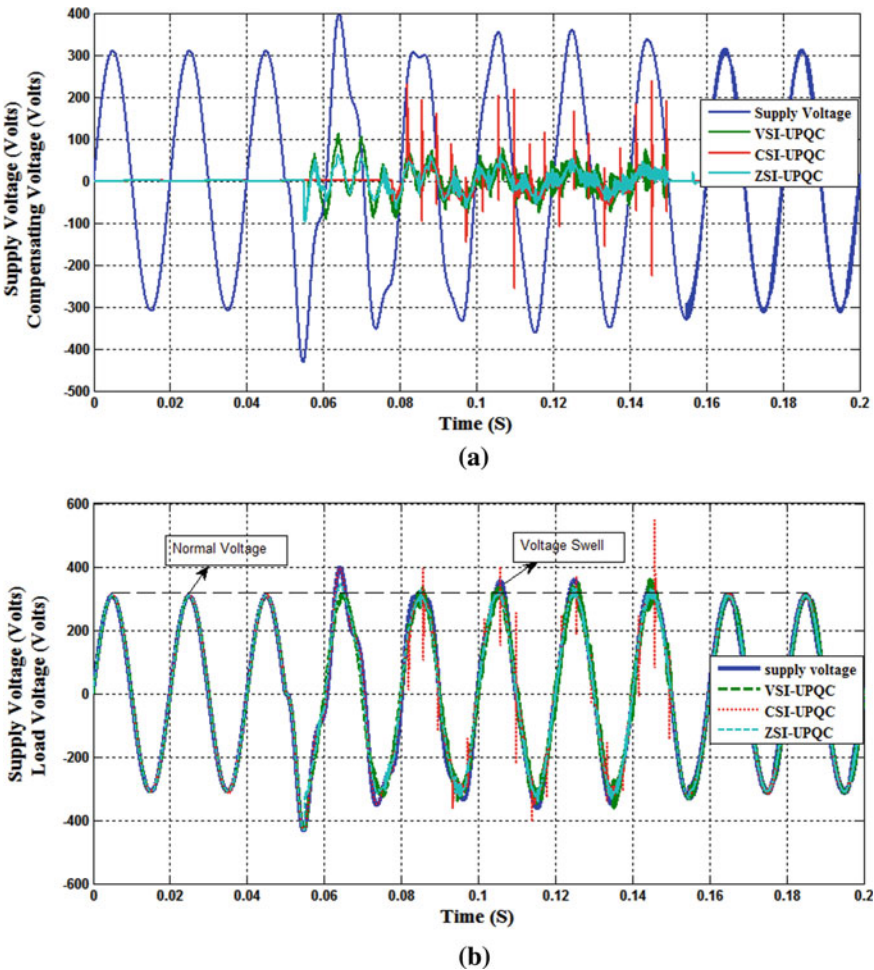 Supply Voltage (Volts)
Compensating Voltage (Volts)
400
300
200
100
0
-100
-200
-300
-400
-500
Supply Voltage
VSI-UPQC
CSI-UPQC
ZSI-UPQC
0 0.02 0.04 0.06 0.08 0.1 0.12 0.14 0.16 0.18 0.2
Time (S)
(a)
Supply Voltage (Volts)
Load Voltage (Volts)
600
400
200
0
-200
-400
-600
Normal Voltage
Voltage Swell
supply voltage
VSI-UPQC
CSI-UPQC
ZSI-UPQC
0 0.02 0.04 0.06 0.08 0.1 0.12 0.14 0.16 0.18 0.2
Time (S)
(b)